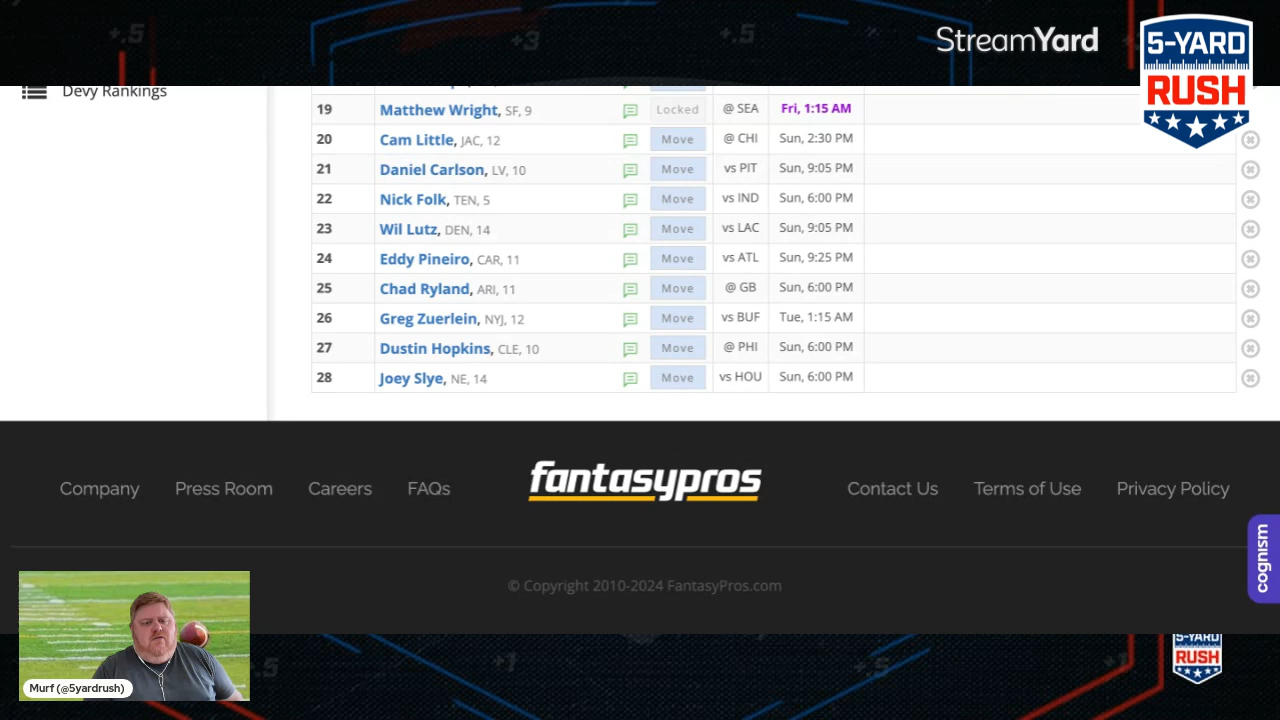 +.5
+3
+.5
StreamYard
5-YARD
RUSH
Devy Rankings
19 Matthew Wright, SF, 9 Locked @ SEA Fri, 1:15 AM
20 Cam Little, JAC, 12 Move @ CHI Sun, 2:30 PM
21 Daniel Carlson, LV, 10 Move vs PIT Sun, 9:05 PM
22 Nick Folk, TEN, 5 Move vs IND Sun, 6:00 PM
23 Wil Lutz, DEN, 14 Move vs LAC Sun, 9:05 PM
24 Eddy Pineiro, CAR, 11 Move vs ATL Sun, 9:25 PM
25 Chad Ryland, ARI, 11 Move @ GB Sun, 6:00 PM
26 Greg Zuerlein, NYJ, 12 Move vs BUF Tue, 1:15 AM
27 Dustin Hopkins, CLE, 10 Move @ PHI Sun, 6:00 PM
28 Joey Slye, NE, 14 Move vs HOU Sun, 6:00 PM
Company Press Room Careers FAQs fantasypros Contact Us Terms of Use Privacy Policy
cognism
© Copyright 2010-2024 FantasyPros.com
Murf (@5yardrush)
.5
+1
+.5
5-YARD
RUSH